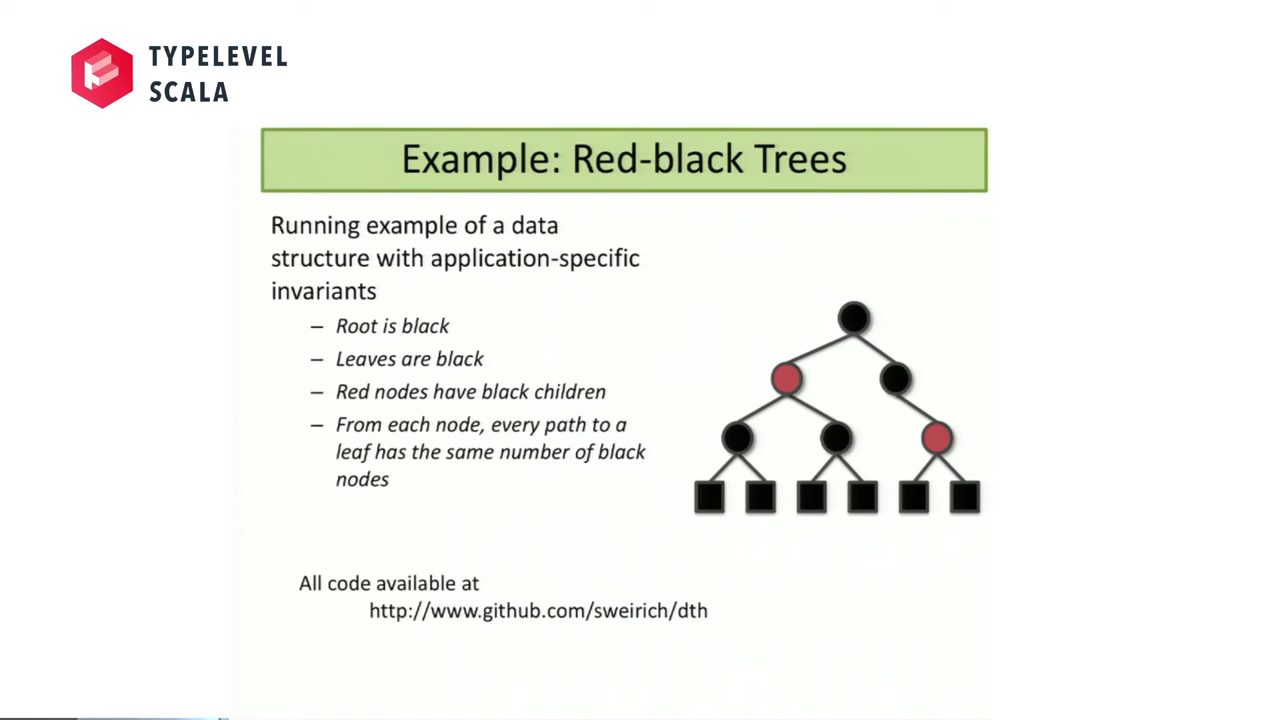 TYPELEVEL
SCALA
Example: Red-black Trees
Running example of a data
structure with application-specific
invariants
– Root is black
– Leaves are black
– Red nodes have black children
– From each node, every path to a
leaf has the same number of black
nodes
All code available at
http://www.github.com/sweirich/dth